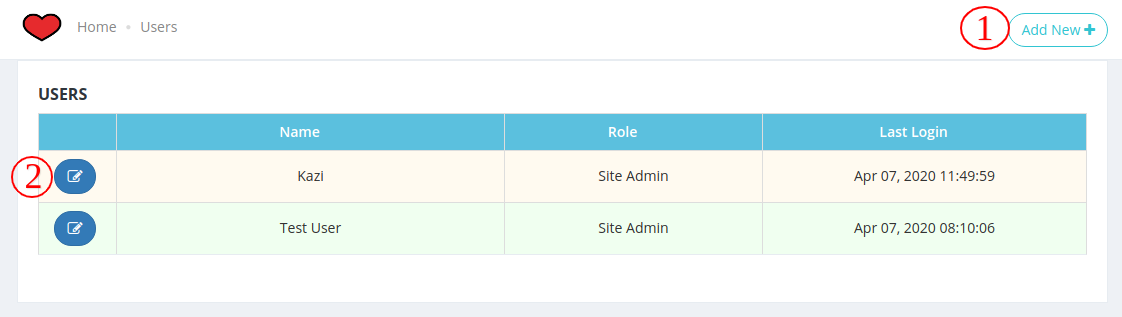 Home • Users
1 Add New +
USERS
Name Role Last Login
2 Kazi Site Admin Apr 07, 2020 11:49:59
Test User Site Admin Apr 07, 2020 08:10:06